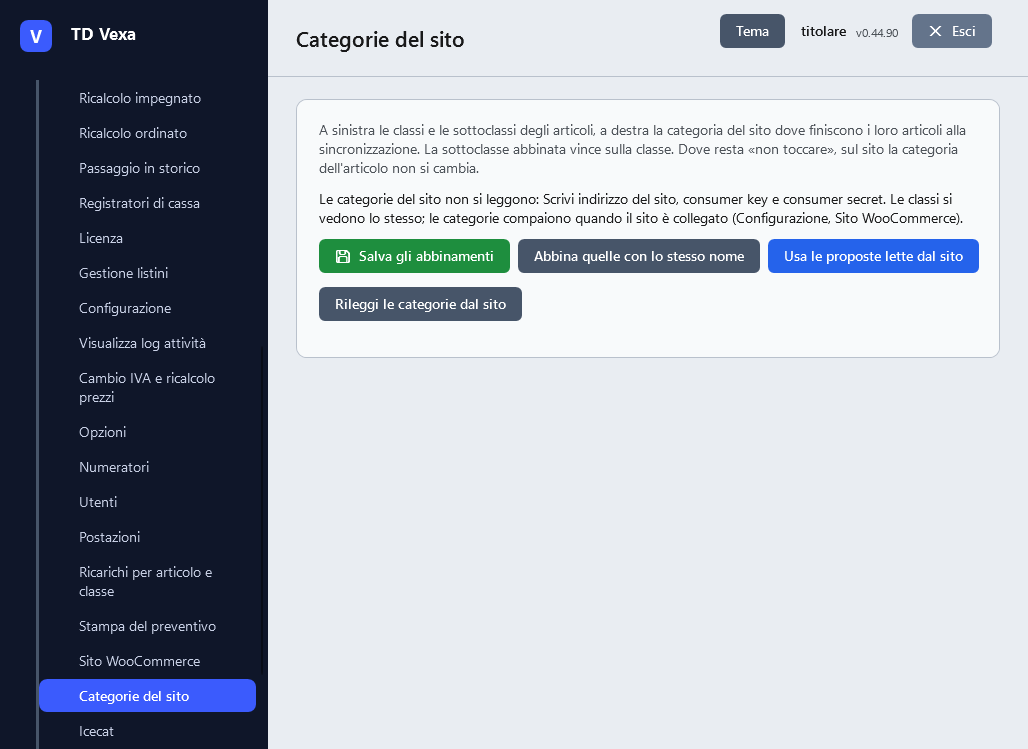 V
TD Vexa
Ricalcolo impegnato
Ricalcolo ordinato
Passaggio in storico
Registratori di cassa
Licenza
Gestione listini
Configurazione
Visualizza log attività
Cambio IVA e ricalcolo
prezzi
Opzioni
Numeratori
Utenti
Postazioni
Ricarichi per articolo e
classe
Stampa del preventivo
Sito WooCommerce
Categorie del sito
Icecat
Categorie del sito
Tema
titolare
v0.44.90
Esci
A sinistra le classi e le sottoclassi degli articoli, a destra la categoria del sito dove finiscono i loro articoli alla
sincronizzazione. La sottoclasse abbinata vince sulla classe. Dove resta «non toccare», sul sito la categoria
dell'articolo non si cambia.
Le categorie del sito non si leggono: Scrivi indirizzo del sito, consumer key e consumer secret. Le classi si
vedono lo stesso; le categorie compaiono quando il sito è collegato (Configurazione, Sito WooCommerce).
Salva gli abbinamenti
Abbina quelle con lo stesso nome
Usa le proposte lette dal sito
Rileggi le categorie dal sito